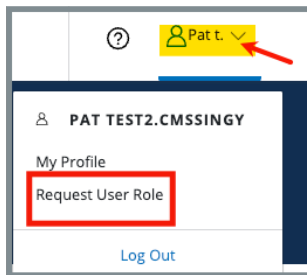 Pat t.
PAT TEST2.CMSSINGY
My Profile
Request User Role
Log Out